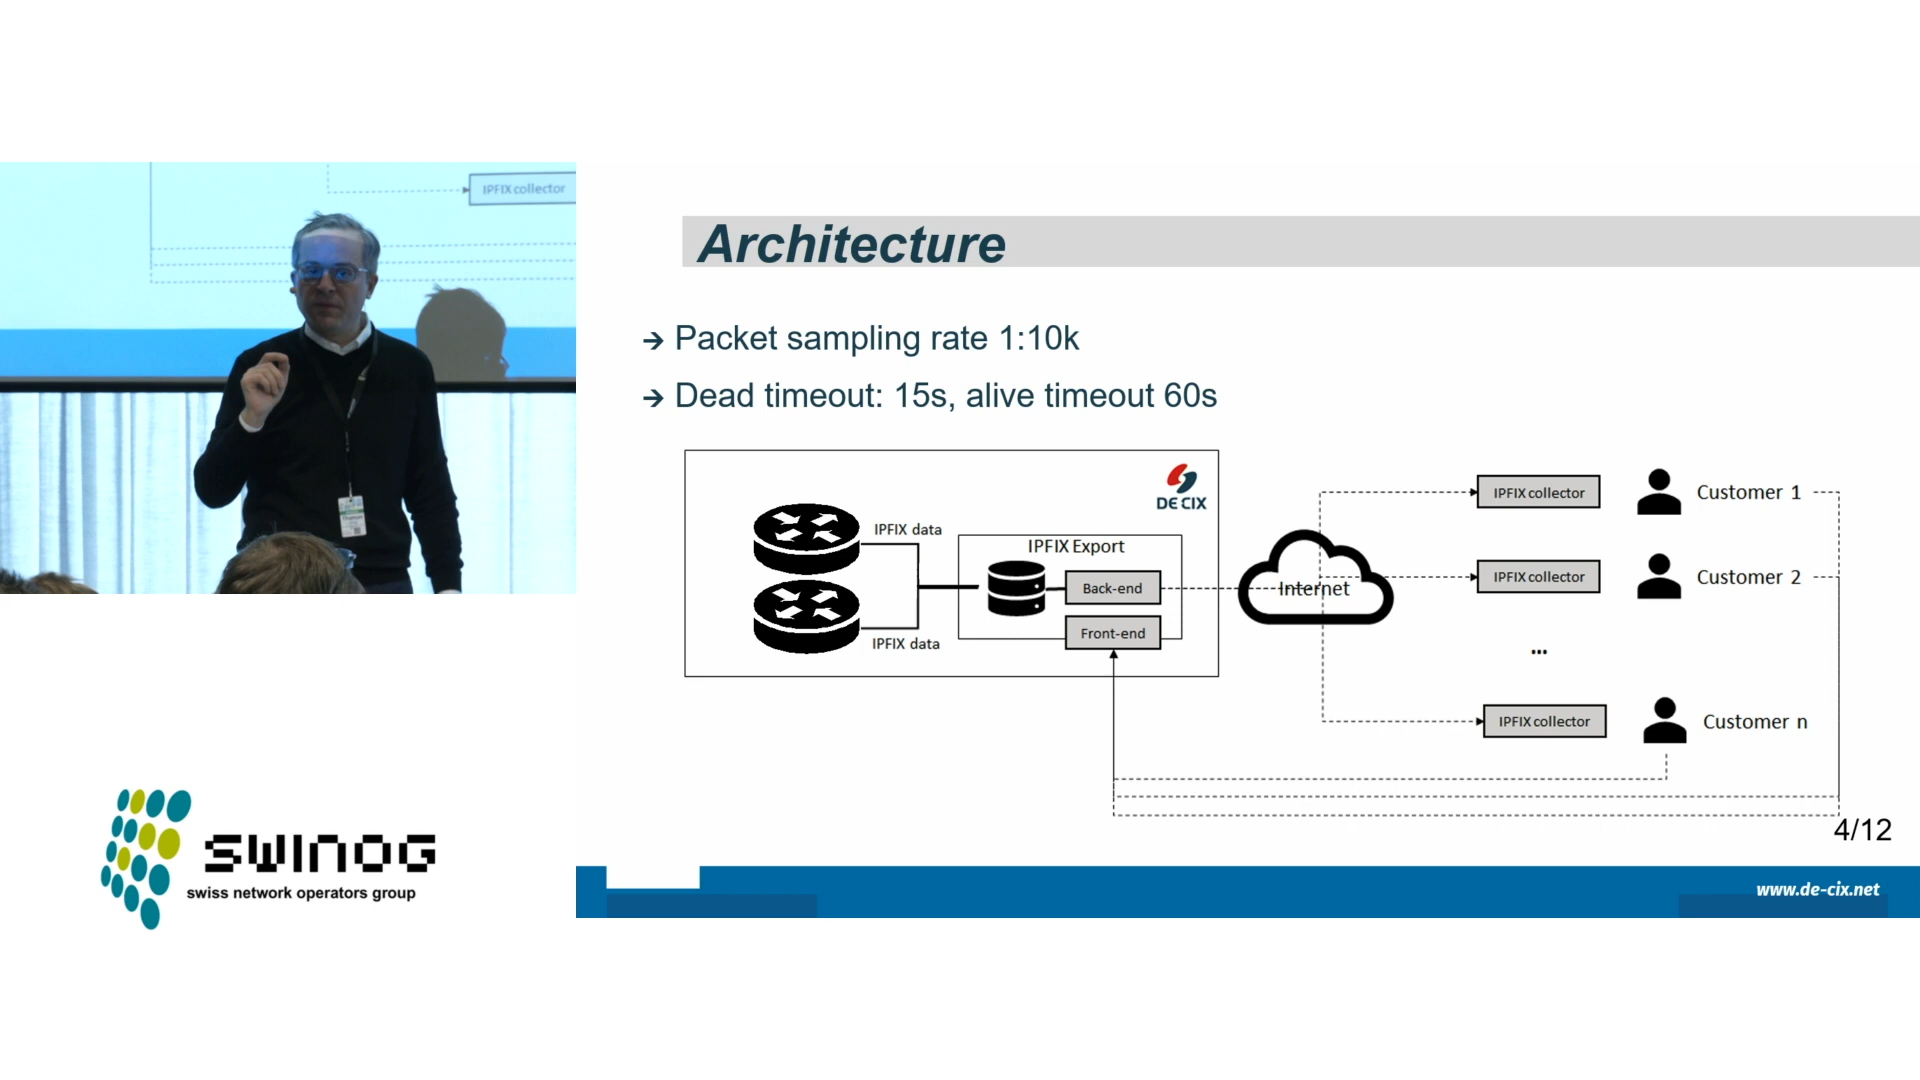 IPFIX collector
Architecture
→ Packet sampling rate 1:10k
→ Dead timeout: 15s, alive timeout 60s
DE CIX
IPFIX data
IPFIX data
IPFIX Export
Back-end
Front-end
Internet
IPFIX collector
Customer 1
IPFIX collector
Customer 2
...
IPFIX collector
Customer n
4/12
www.de-cix.net
SWINOG
swiss network operators group